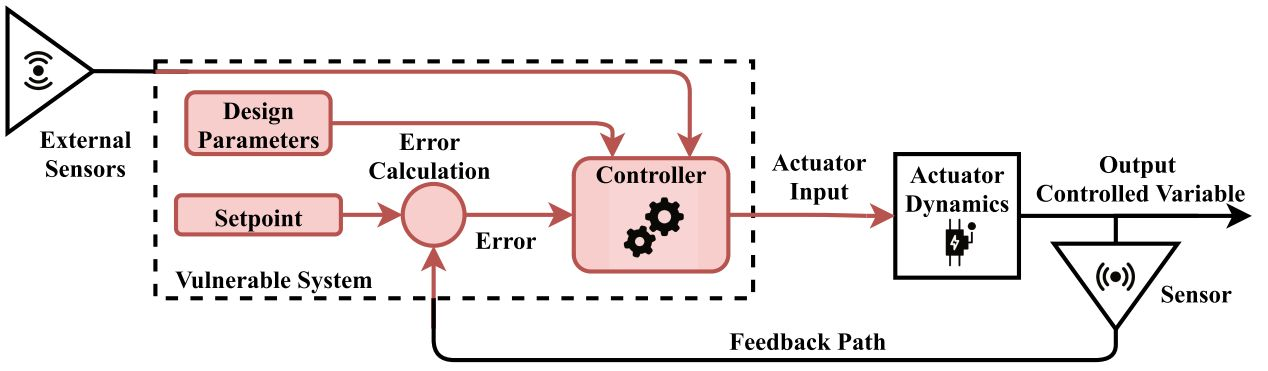 External
Sensors
Design
Parameters
Error
Calculation
Setpoint
Error
Controller
Vulnerable System
Actuator
Input
Actuator
Dynamics
Output
Controlled Variable
Sensor
Feedback Path